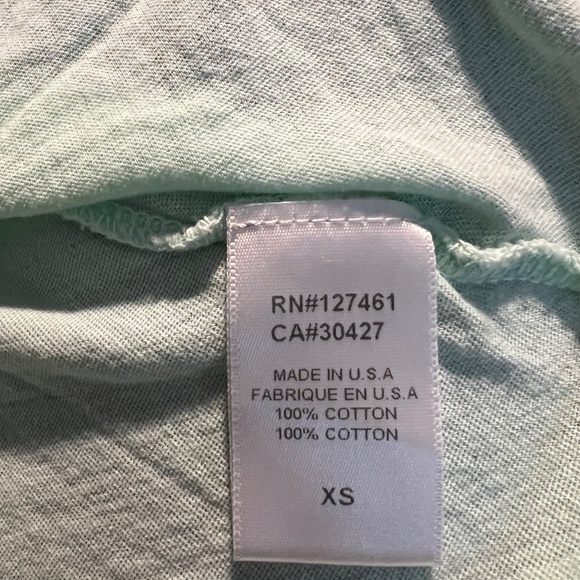 RN#127461
CA#30427
MADE IN U.S.A
FABRIQUE EN U.S.A
100% COTTON
100% COTTON
XS